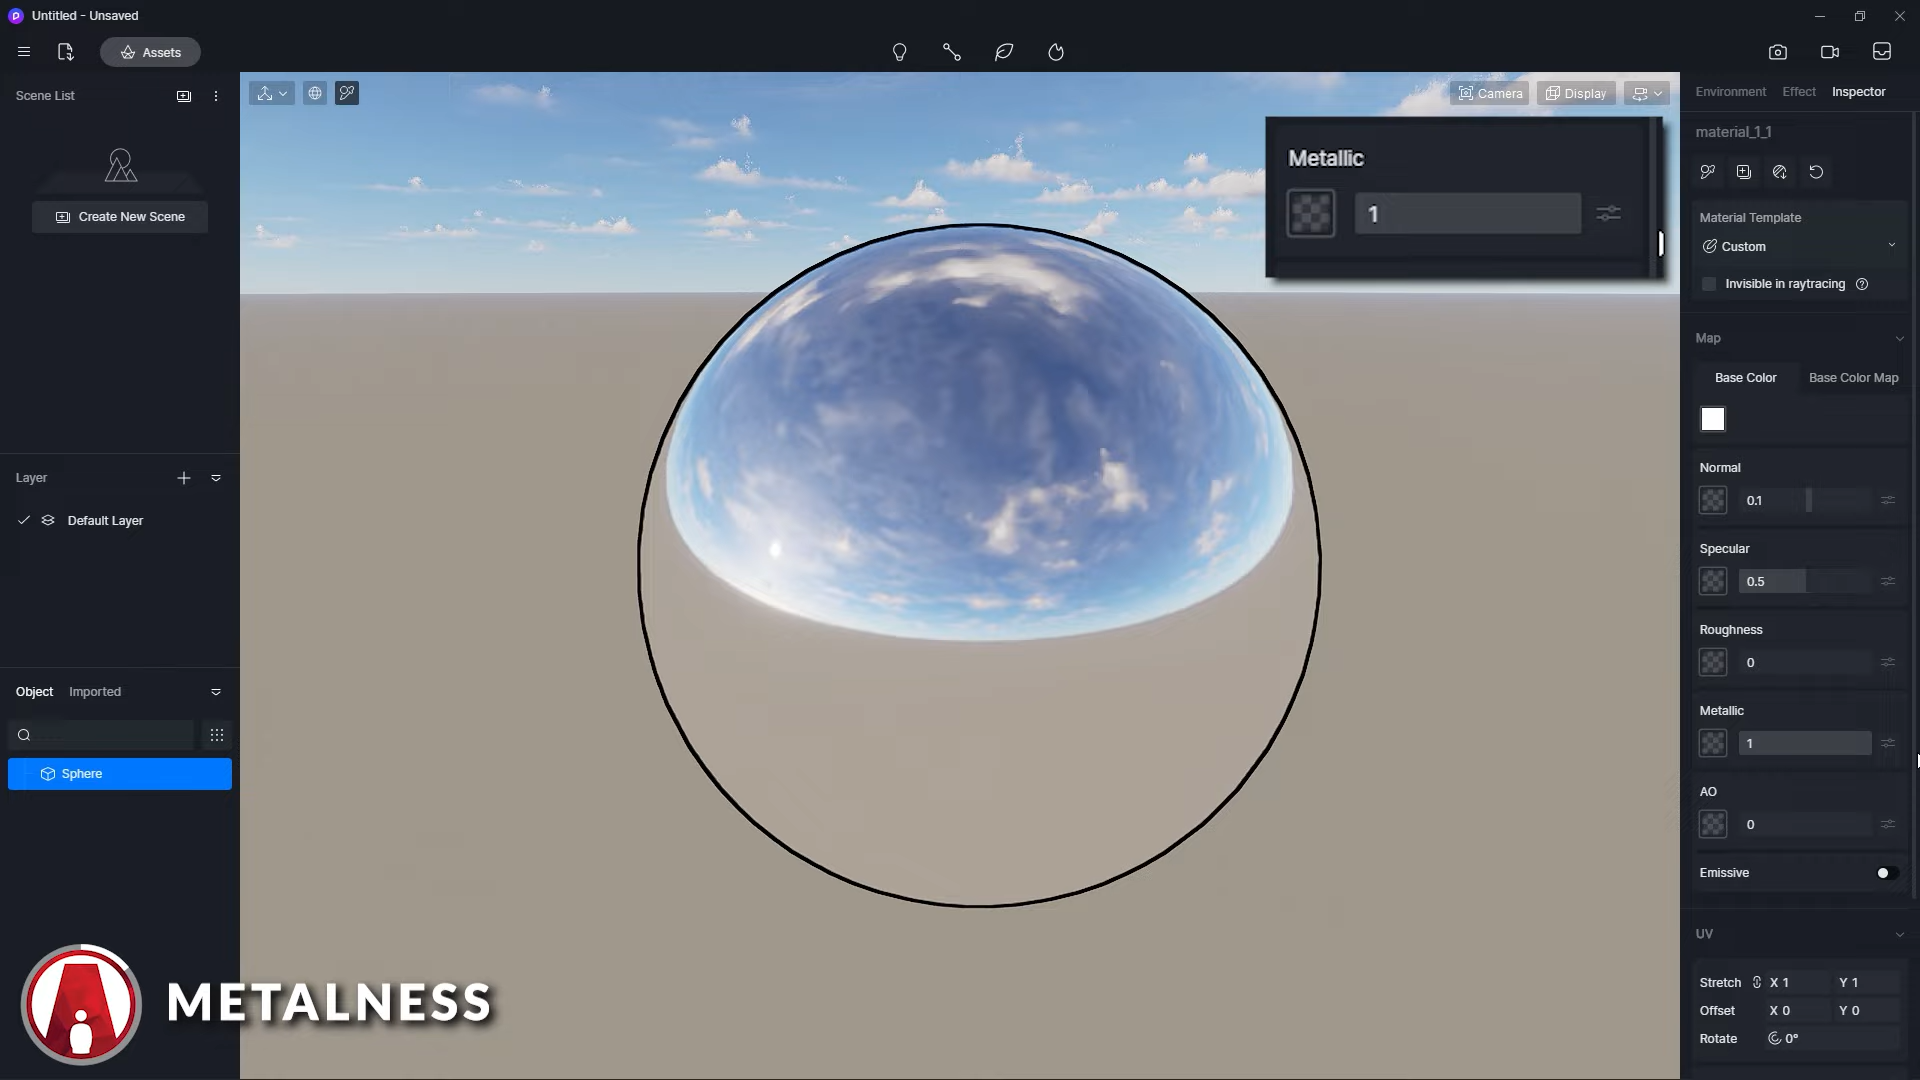 Untitled - Unsaved
Assets
Scene List
Create New Scene
Layer
Default Layer
Object Imported
Sphere
Camera
Display
Metallic
1
Environment Effect Inspector
material_1_1
Material Template
Custom
Invisible in raytracing
Map
Base Color Base Color Map
Normal
0.1
Specular
0.5
Roughness
0
Metallic
1
AO
0
Emissive
UV
Stretch X 1 Y 1
Offset X 0 Y 0
Rotate 0°
METALNESS